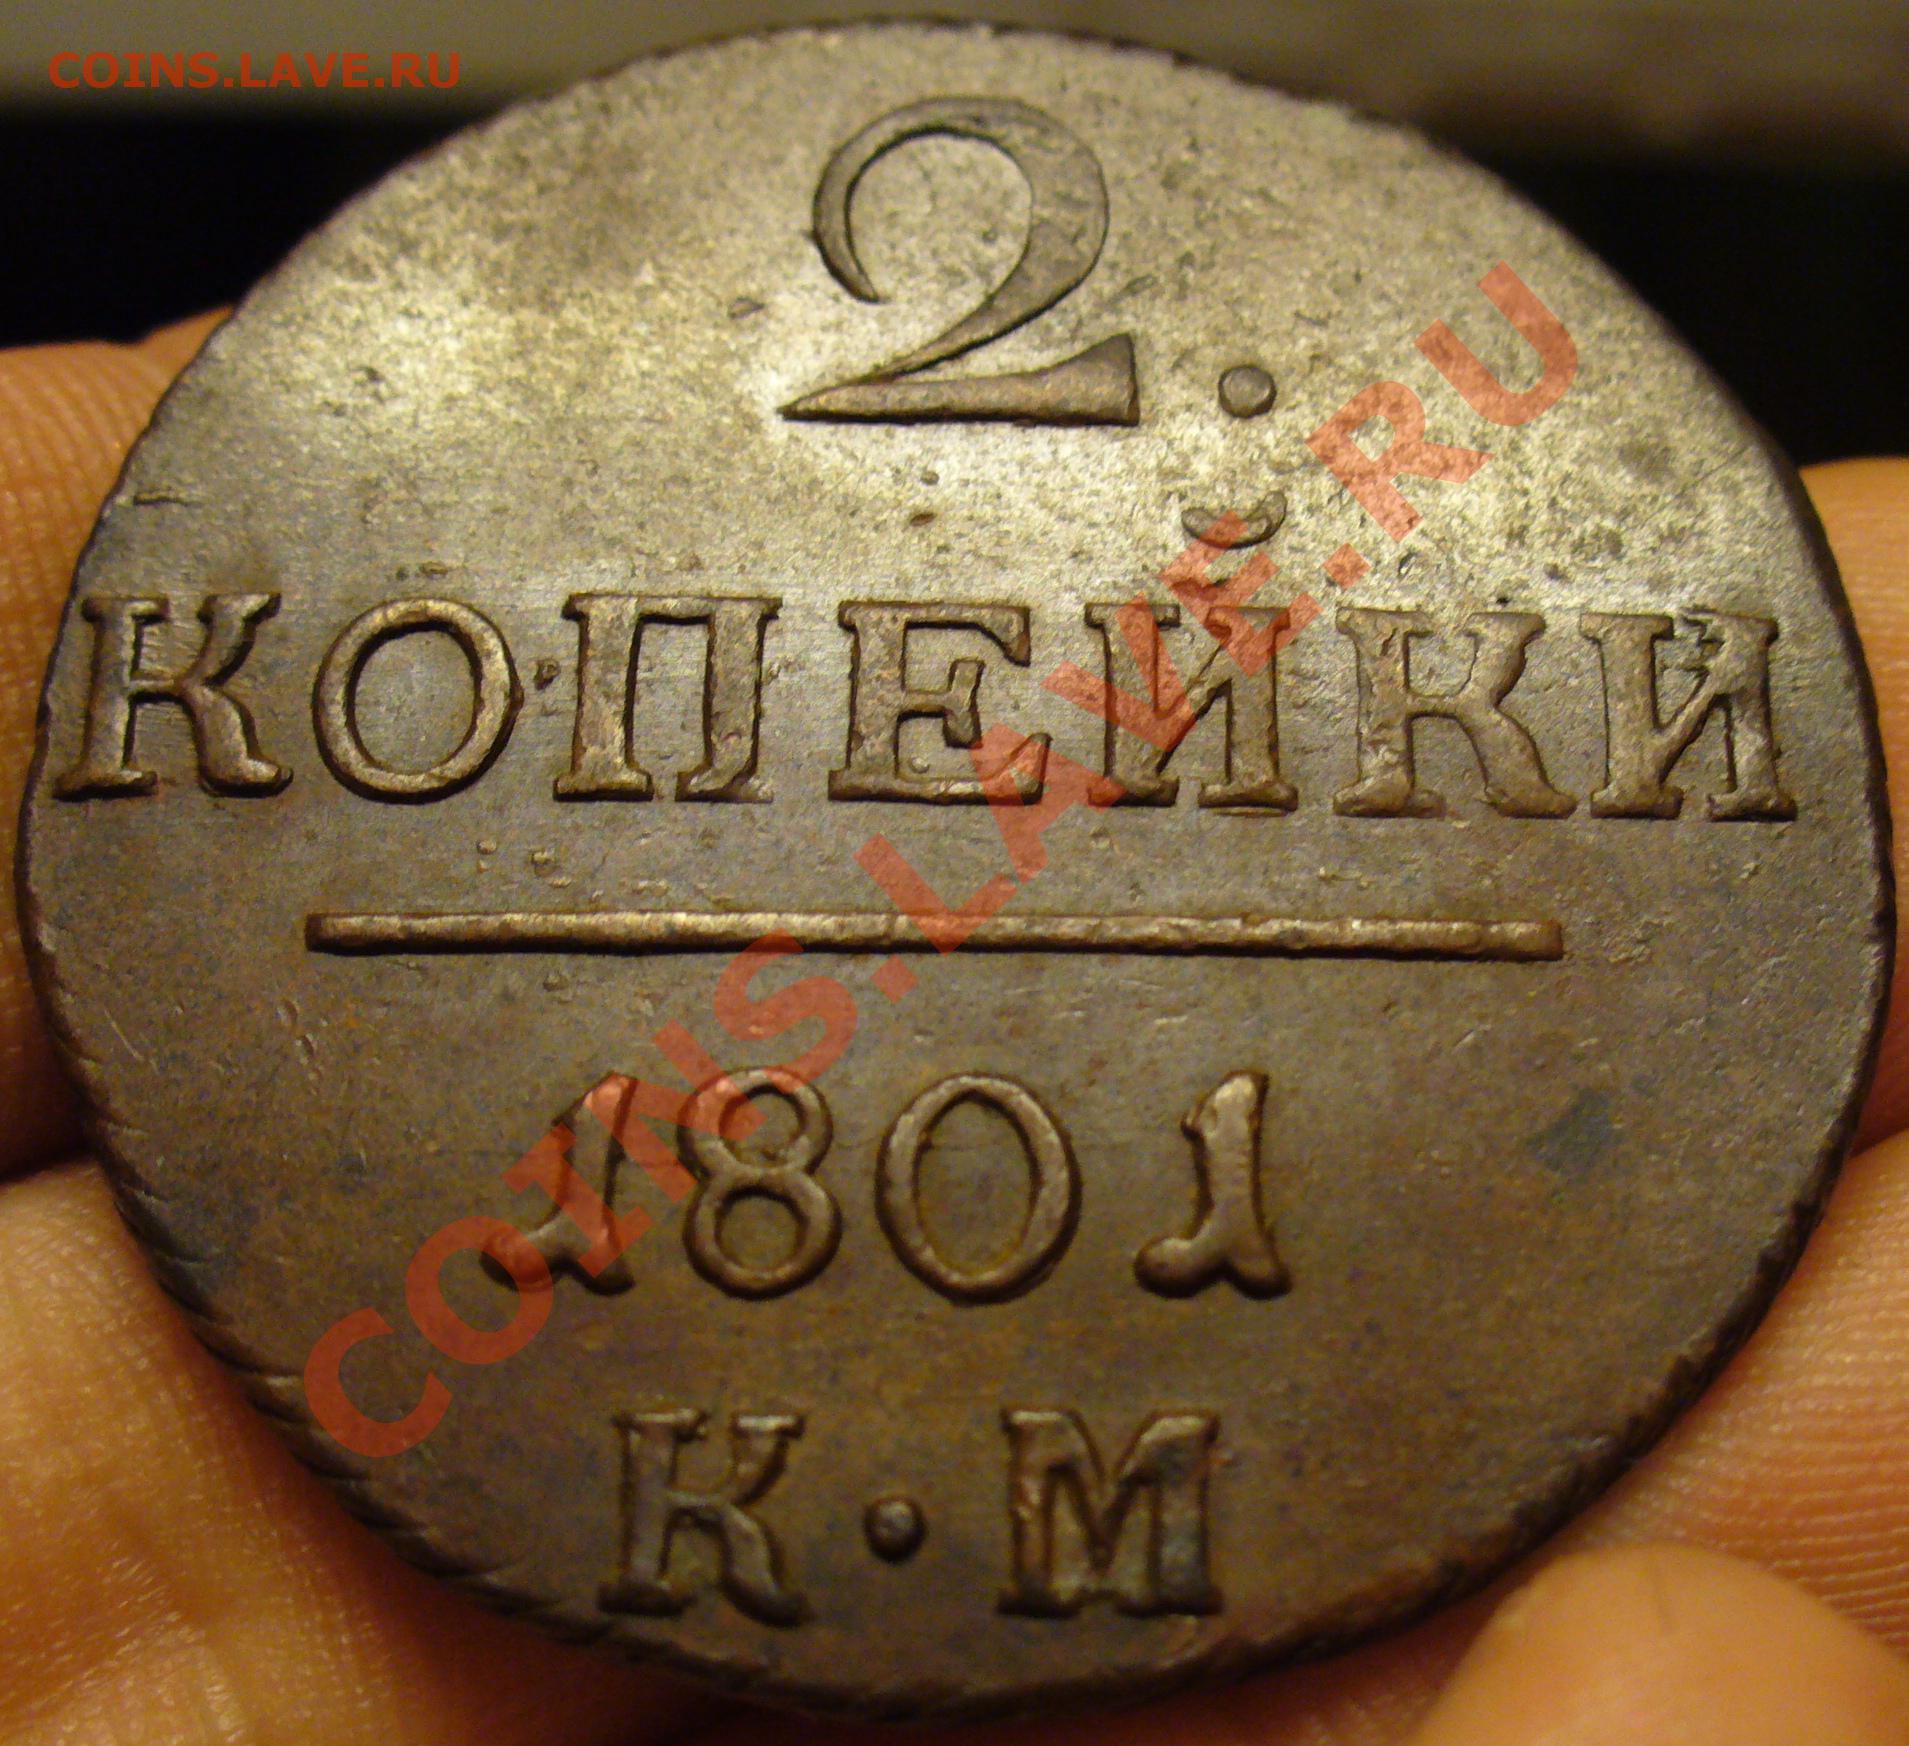 COINS.LAVE.RU
2.
КОПЕЙКИ
1801
К·М
COINS.LAVE.RU